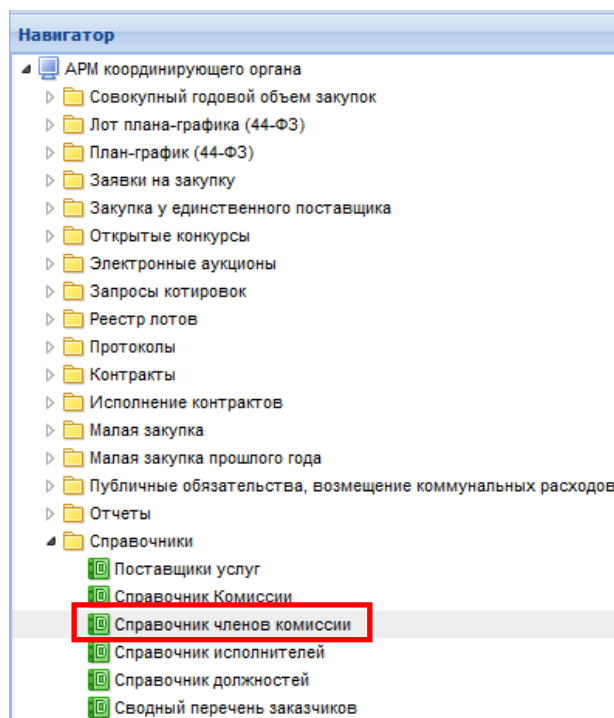 Навигатор
АРМ координирующего органа
Совокупный годовой объем закупок
Лот плана-графика (44-ФЗ)
План-график (44-ФЗ)
Заявки на закупку
Закупка у единственного поставщика
Открытые конкурсы
Электронные аукционы
Запросы котировок
Реестр лотов
Протоколы
Контракты
Исполнение контрактов
Малая закупка
Малая закупка прошлого года
Публичные обязательства, возмещение коммунальных расходов
Отчеты
Справочники
Поставщики услуг
Справочник Комиссии
Справочник членов комиссии
Справочник исполнителей
Справочник должностей
Сводный перечень заказчиков